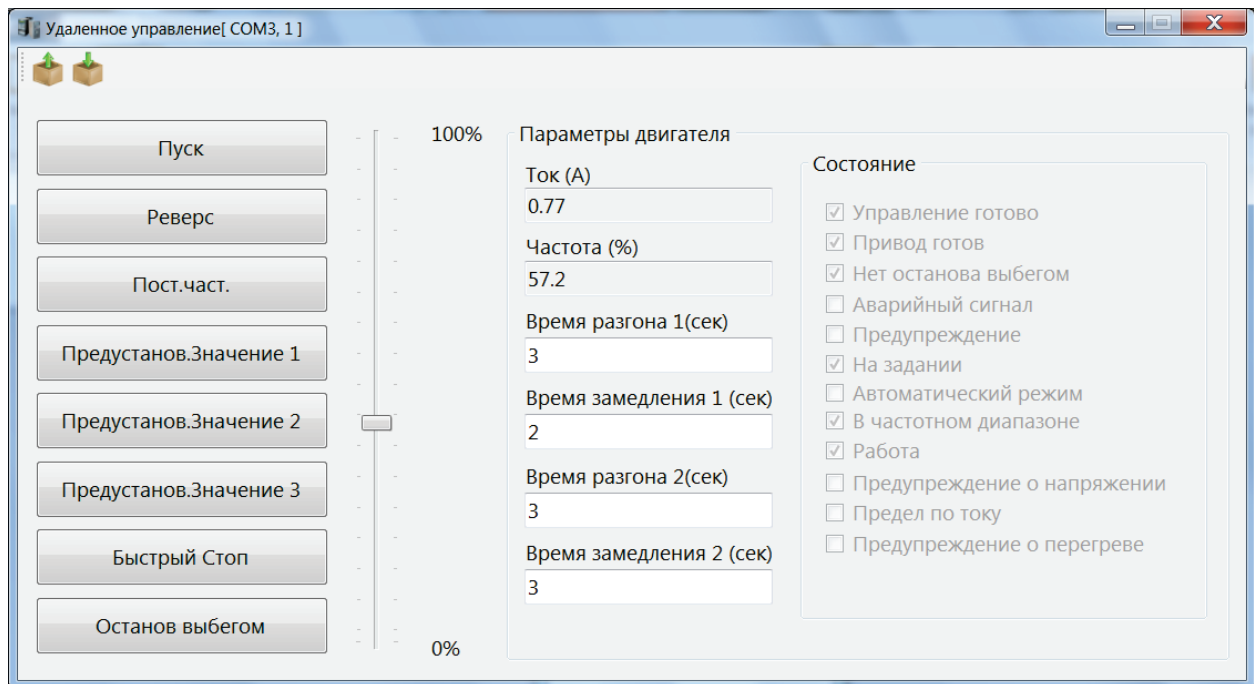 Удаленное управление[ COM3, 1 ]
Пуск
Реверс
Пост.част.
Предустанов.Значение 1
Предустанов.Значение 2
Предустанов.Значение 3
Быстрый Стоп
Останов выбегом
100%
0%
Параметры двигателя
Ток (А)
0.77
Частота (%)
57.2
Время разгона 1(сек)
3
Время замедления 1 (сек)
2
Время разгона 2(сек)
3
Время замедления 2 (сек)
3
Состояние
Управление готово
Привод готов
Нет останова выбегом
Аварийный сигнал
Предупреждение
На задании
Автоматический режим
В частотном диапазоне
Работа
Предупреждение о напряжении
Предел по току
Предупреждение о перегреве